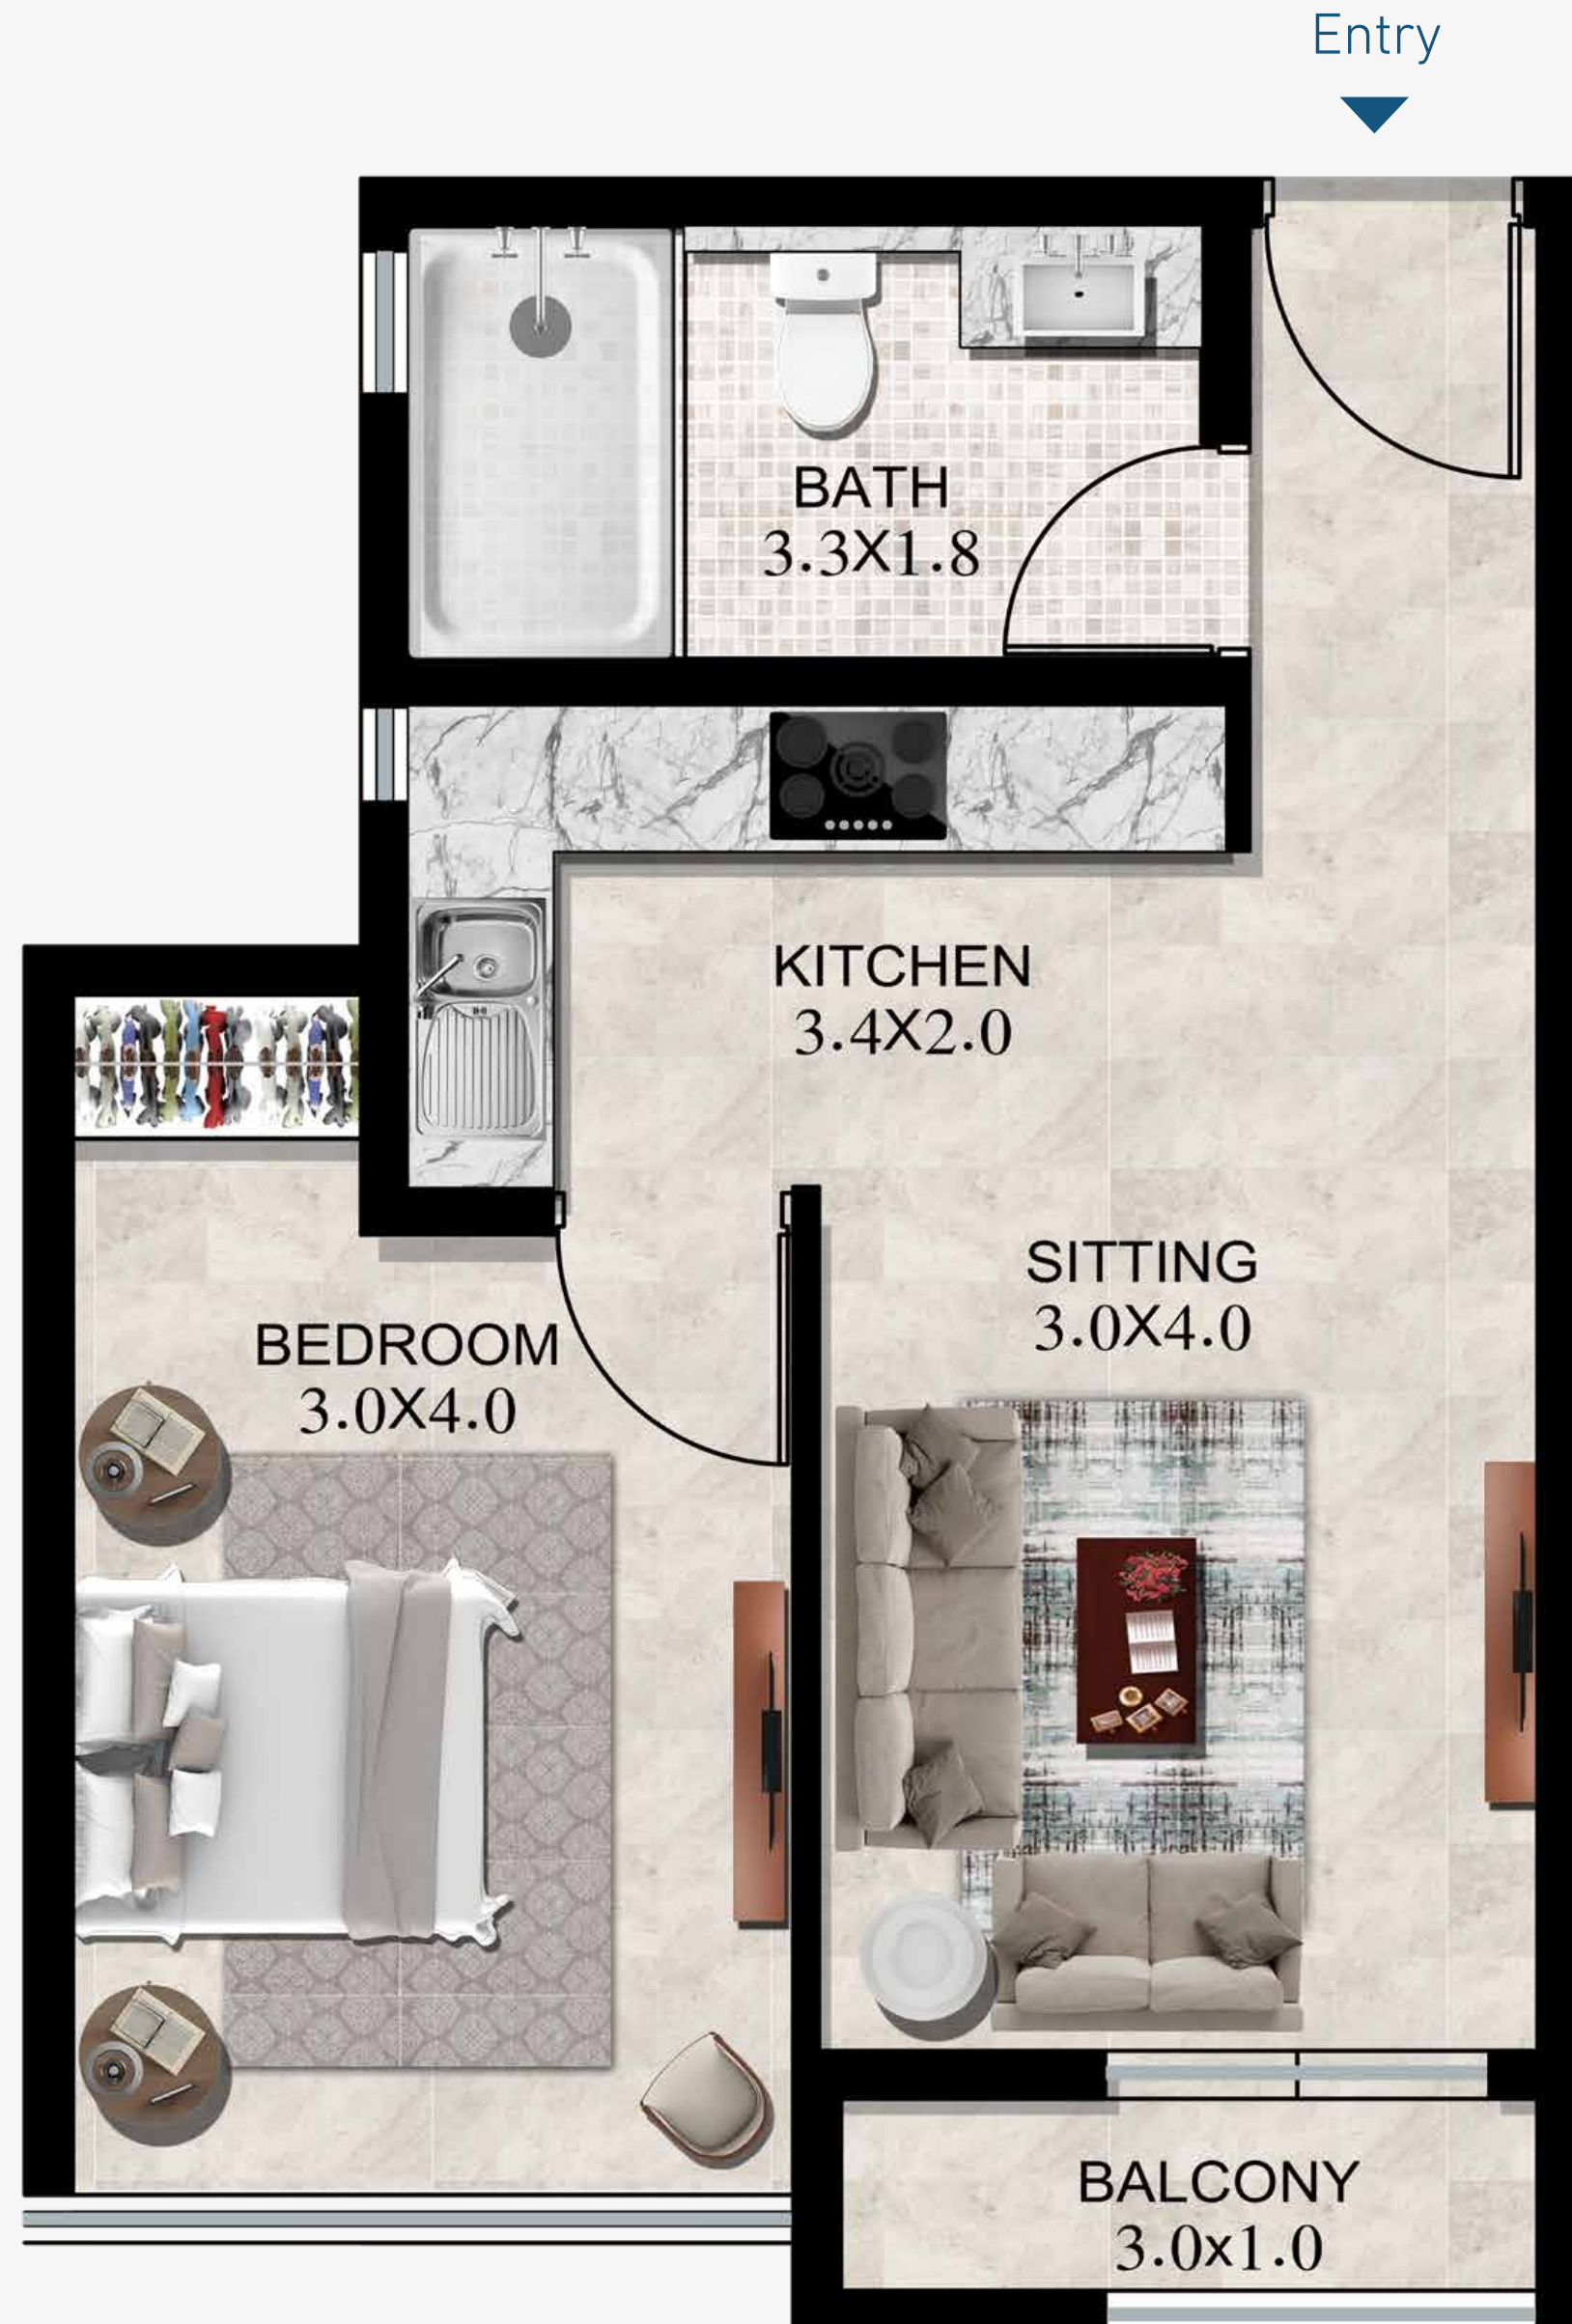 Entry
BATH
3.3X1.8
KITCHEN
3.4X2.0
SITTING
3.0X4.0
BEDROOM
3.0X4.0
BALCONY
3.0x1.0